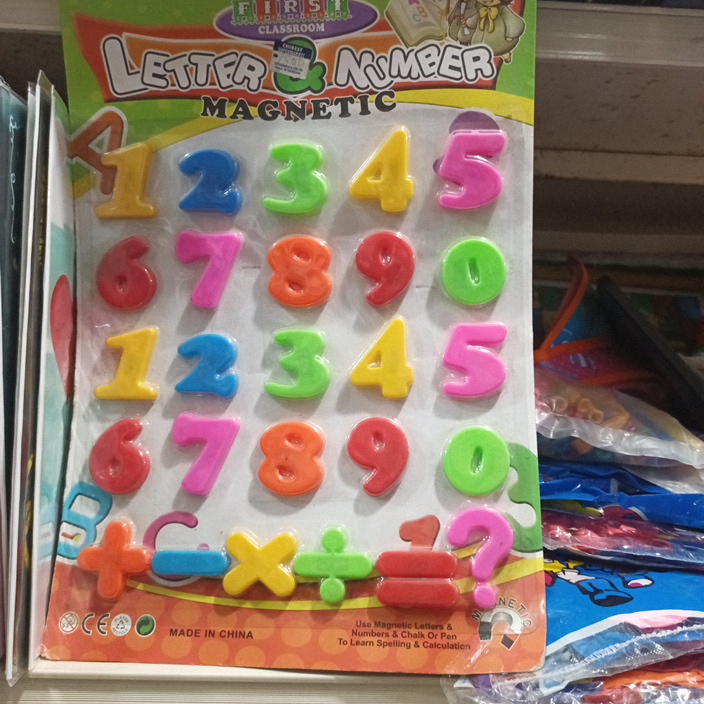 FIRST
CLASSROOM
LETTER & NUMBER
MAGNETIC
1 2 3 4 5
6 7 8 9 0
1 2 3 4 5
6 7 8 9 0
+ - × ÷ = ?
CE
MADE IN CHINA
Use Magnetic Letters &
Numbers & Chalk Or Pen
To Learn Spelling & Calculation
MAGNETIC